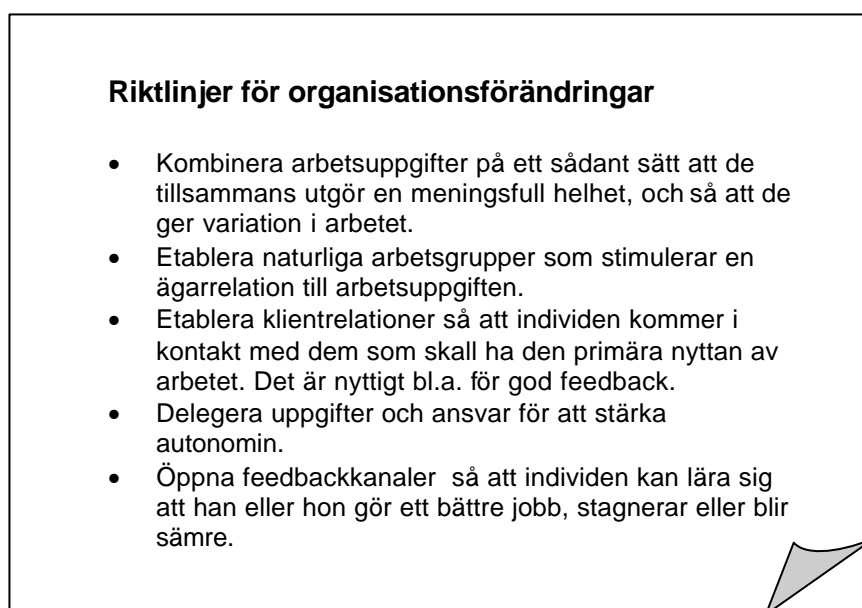 Riktlinjer för organisationsförändringar
• Kombinera arbetsuppgifter på ett sådant sätt att de
tillsammans utgör en meningsfull helhet, och så att de
ger variation i arbetet.
• Etablera naturliga arbetsgrupper som stimulerar en
ägarrelation till arbetsuppgiften.
• Etablera klientrelationer så att individen kommer i
kontakt med dem som skall ha den primära nyttan av
arbetet. Det är nyttigt bl.a. för god feedback.
• Delegera uppgifter och ansvar för att stärka
autonomin.
• Öppna feedbackkanaler så att individen kan lära sig
att han eller hon gör ett bättre jobb, stagnerar eller blir
sämre.